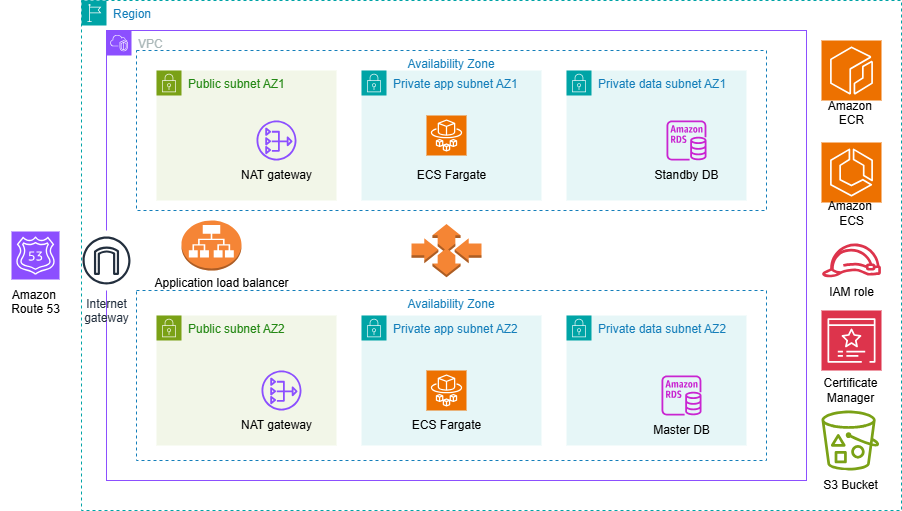 Region
VPC
Availability Zone
Public subnet AZ1
Private app subnet AZ1
Private data subnet AZ1
Amazon
RDS
NAT gateway
ECS Fargate
Standby DB
Amazon
ECR
Amazon
ECS
53
Amazon
Route 53
Internet
gateway
Application load balancer
IAM role
Availability Zone
Public subnet AZ2
Private app subnet AZ2
Private data subnet AZ2
Amazon
RDS
NAT gateway
ECS Fargate
Master DB
Certificate
Manager
S3 Bucket